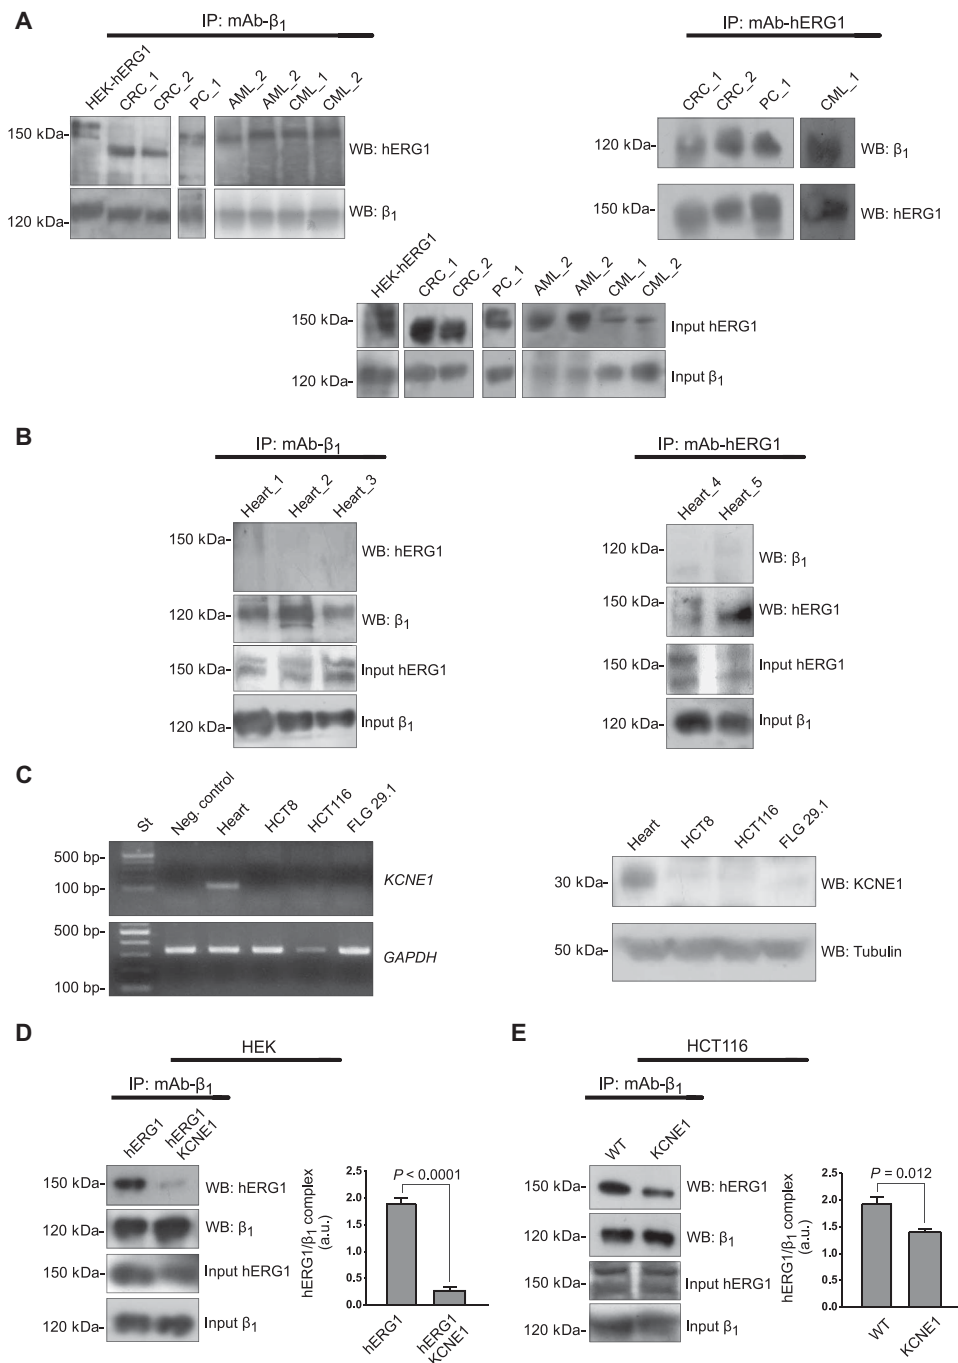 A
IP: mAb-β1
HEK-hERG1
CRC_1
CRC_2
PC_1
AML_2
AML_2
CML_1
CML_2
150 kDa-
WB: hERG1
120 kDa-
WB: β1
IP: mAb-hERG1
CRC_1
CRC_2
PC_1
CML_1
120 kDa-
WB: β1
150 kDa-
WB: hERG1
HEK-hERG1
CRC_1
CRC_2
PC_1
AML_2
AML_2
CML_1
CML_2
150 kDa-
Input hERG1
120 kDa-
Input β1
B
IP: mAb-β1
Heart_1
Heart_2
Heart_3
150 kDa-
WB: hERG1
120 kDa-
WB: β1
150 kDa-
Input hERG1
120 kDa-
Input β1
IP: mAb-hERG1
Heart_4
Heart_5
120 kDa-
WB: β1
150 kDa-
WB: hERG1
150 kDa-
Input hERG1
120 kDa-
Input β1
C
St
Neg. control
Heart
HCT8
HCT116
FLG 29.1
500 bp-
100 bp-
KCNE1
500 bp-
GAPDH
100 bp-
Heart
HCT8
HCT116
FLG 29.1
30 kDa-
WB: KCNE1
50 kDa-
WB: Tubulin
D
HEK
IP: mAb-β1
hERG1
hERG1
KCNE1
150 kDa-
WB: hERG1
120 kDa-
WB: β1
150 kDa-
Input hERG1
120 kDa-
Input β1
hERG1/β1 complex
(a.u.)
2.5
2.0
1.5
1.0
0.5
0.0
P < 0.0001
hERG1
hERG1
KCNE1
E
HCT116
IP: mAb-β1
WT
KCNE1
150 kDa-
WB: hERG1
120 kDa-
WB: β1
150 kDa-
Input hERG1
120 kDa-
Input β1
hERG1/β1 complex
(a.u.)
2.5
2.0
1.5
1.0
0.5
0.0
P = 0.012
WT
KCNE1